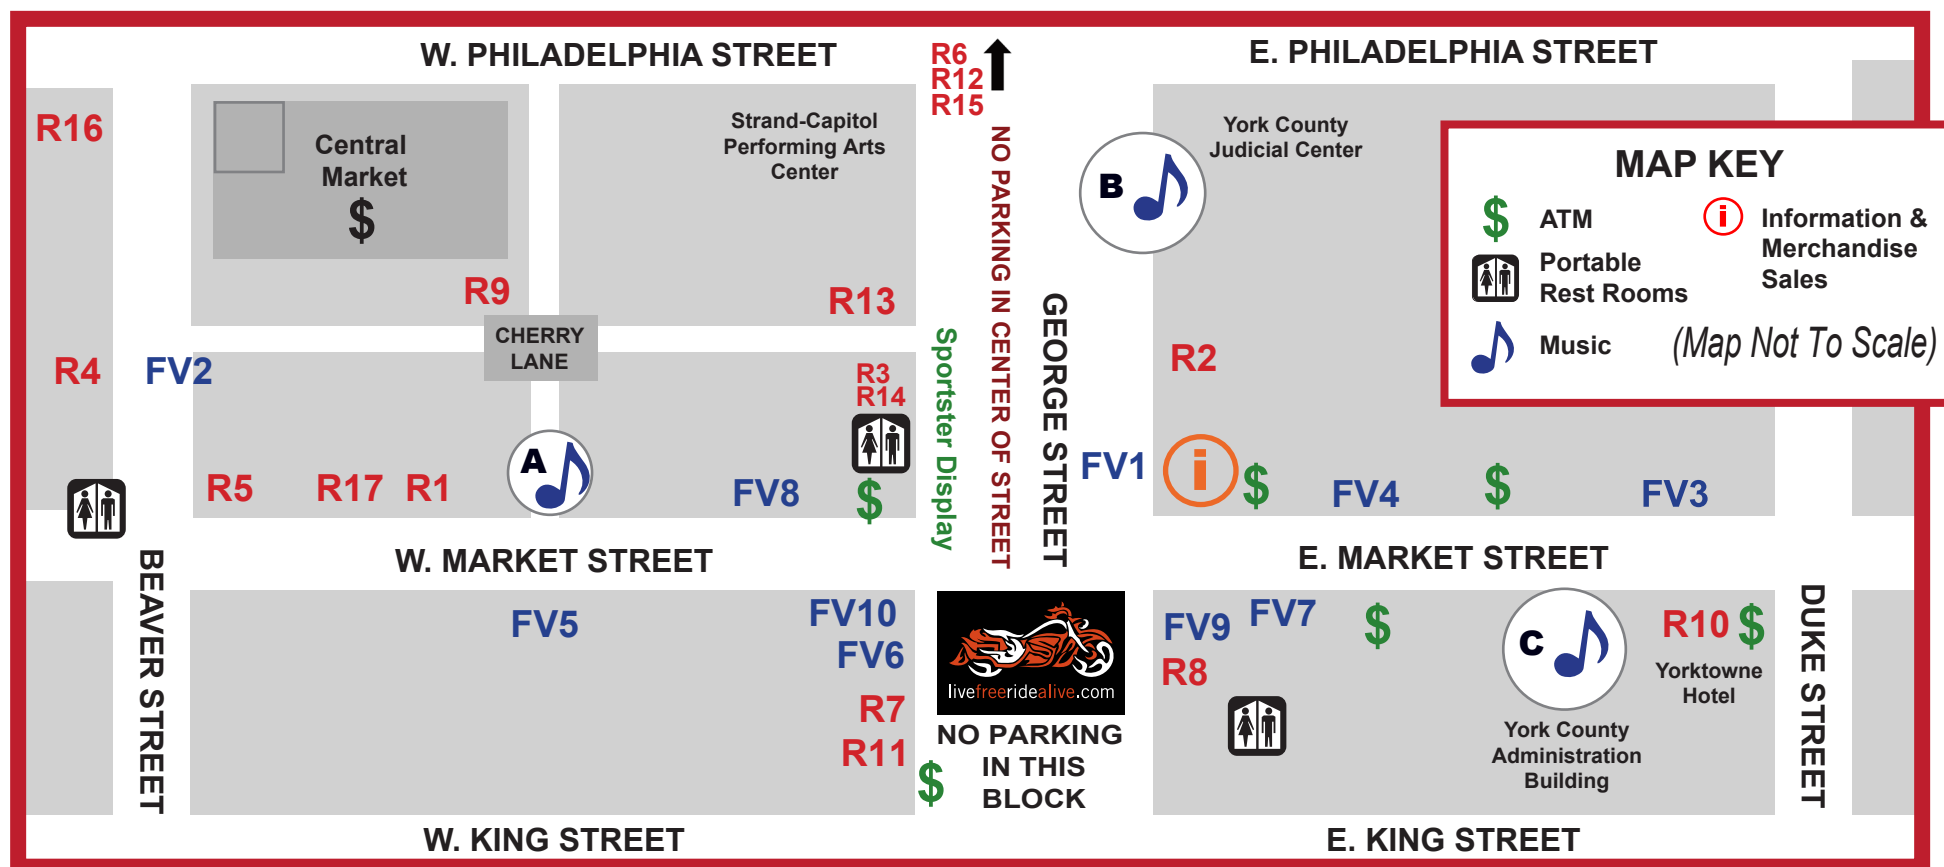 W. PHILADELPHIA STREET
E. PHILADELPHIA STREET
R6
R12
R15
R16
Central
Market
$
Strand-Capitol
Performing Arts
Center
NO PARKING IN CENTER OF STREET
B
York County
Judicial Center
MAP KEY
$ ATM
i Information &
Merchandise
Sales
Portable
Rest Rooms
Music
(Map Not To Scale)
R9
R13
CHERRY
LANE
Sportster Display
GEORGE STREET
R4
FV2
R3
R14
R2
R5
R17
R1
A
FV8
$
FV1
i
$
FV4
$
FV3
BEAVER STREET
W. MARKET STREET
E. MARKET STREET
DUKE STREET
FV5
FV10
FV6
R7
R11
$
livefreeridealive.com
NO PARKING
IN THIS
BLOCK
FV9
FV7
$
R8
C
York County
Administration
Building
R10
$
Yorktowne
Hotel
W. KING STREET
E. KING STREET